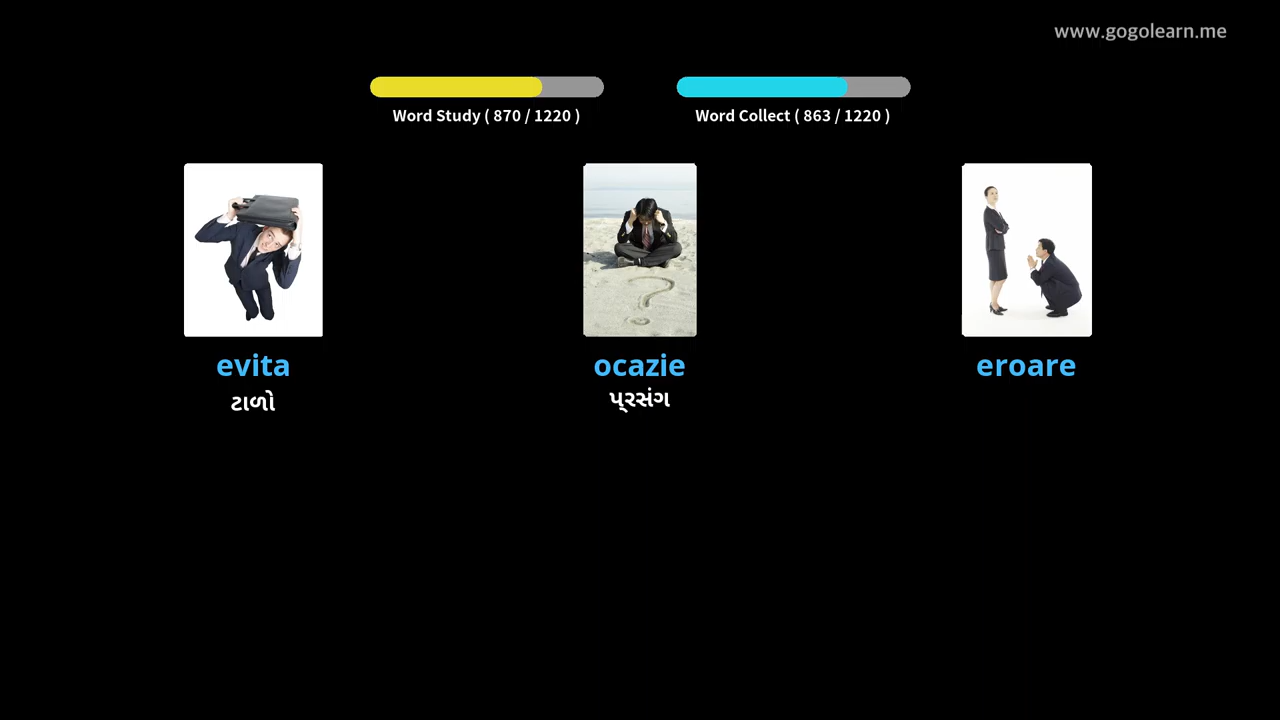 www.gogolearn.me
Word Study ( 870 / 1220 )
Word Collect ( 863 / 1220 )
evita
ocazie
eroare
ટાળો
પ્રસંગ